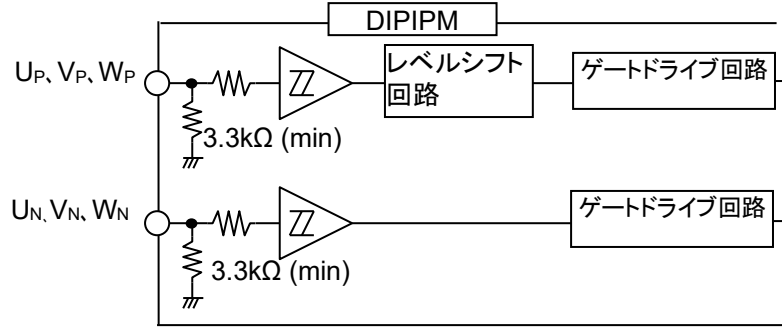 DIPIPM
UP、VP、WP
レベルシフト
回路
ゲートドライブ回路
3.3kΩ (min)
UN、VN、WN
ゲートドライブ回路
3.3kΩ (min)